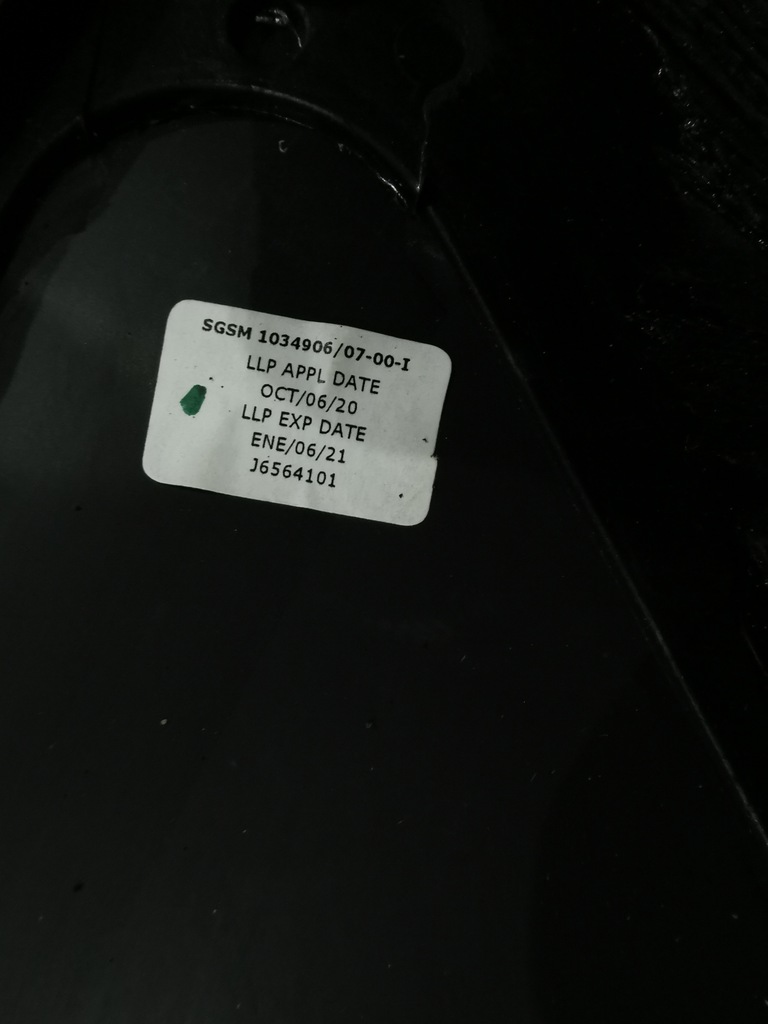 SGSM 1034906/07-00-I
LLP APPL DATE
OCT/06/20
LLP EXP DATE
ENE/06/21
J6564101